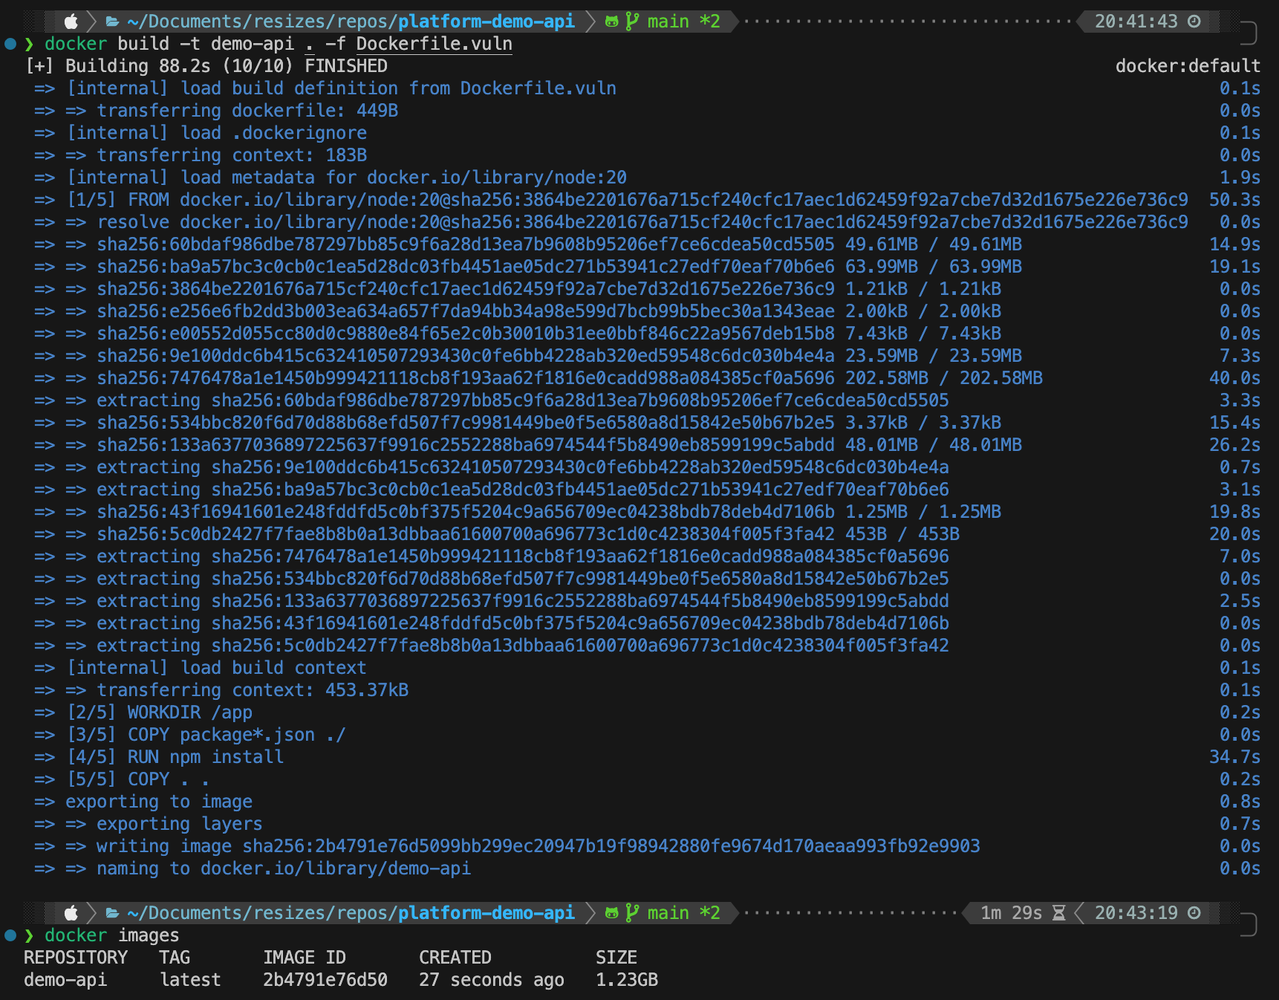 ~/Documents/resizes/repos/platform-demo-api main *2 20:41:43
❯ docker build -t demo-api . -f Dockerfile.vuln
[+] Building 88.2s (10/10) FINISHED docker:default
=> [internal] load build definition from Dockerfile.vuln 0.1s
=> => transferring dockerfile: 449B 0.0s
=> [internal] load .dockerignore 0.1s
=> => transferring context: 183B 0.0s
=> [internal] load metadata for docker.io/library/node:20 1.9s
=> [1/5] FROM docker.io/library/node:20@sha256:3864be2201676a715cf240cfc17aec1d62459f92a7cbe7d32d1675e226e736c9 50.3s
=> => resolve docker.io/library/node:20@sha256:3864be2201676a715cf240cfc17aec1d62459f92a7cbe7d32d1675e226e736c9 0.0s
=> => sha256:60bdaf986dbe787297bb85c9f6a28d13ea7b9608b95206ef7ce6cdea50cd5505 49.61MB / 49.61MB 14.9s
=> => sha256:ba9a57bc3c0cb0c1ea5d28dc03fb4451ae05dc271b53941c27edf70eaf70b6e6 63.99MB / 63.99MB 19.1s
=> => sha256:3864be2201676a715cf240cfc17aec1d62459f92a7cbe7d32d1675e226e736c9 1.21kB / 1.21kB 0.0s
=> => sha256:e256e6fb2dd3b003ea634a657f7da94bb34a98e599d7bcb99b5bec30a1343eae 2.00kB / 2.00kB 0.0s
=> => sha256:e00552d055cc80d0c9880e84f65e2c0b30010b31ee0bbf846c22a9567deb15b8 7.43kB / 7.43kB 0.0s
=> => sha256:9e100ddc6b415c632410507293430c0fe6bb4228ab320ed59548c6dc030b4e4a 23.59MB / 23.59MB 7.3s
=> => sha256:7476478a1e1450b999421118cb8f193aa62f1816e0cadd988a084385cf0a5696 202.58MB / 202.58MB 40.0s
=> => extracting sha256:60bdaf986dbe787297bb85c9f6a28d13ea7b9608b95206ef7ce6cdea50cd5505 3.3s
=> => sha256:534bbc820f6d70d88b68efd507f7c9981449be0f5e6580a8d15842e50b67b2e5 3.37kB / 3.37kB 15.4s
=> => sha256:133a6377036897225637f9916c2552288ba6974544f5b8490eb8599199c5abdd 48.01MB / 48.01MB 26.2s
=> => extracting sha256:9e100ddc6b415c632410507293430c0fe6bb4228ab320ed59548c6dc030b4e4a 0.7s
=> => extracting sha256:ba9a57bc3c0cb0c1ea5d28dc03fb4451ae05dc271b53941c27edf70eaf70b6e6 3.1s
=> => sha256:43f16941601e248fddfd5c0bf375f5204c9a656709ec04238bdb78deb4d7106b 1.25MB / 1.25MB 19.8s
=> => sha256:5c0db2427f7fae8b8b0a13dbbaa61600700a696773c1d0c4238304f005f3fa42 453B / 453B 20.0s
=> => extracting sha256:7476478a1e1450b999421118cb8f193aa62f1816e0cadd988a084385cf0a5696 7.0s
=> => extracting sha256:534bbc820f6d70d88b68efd507f7c9981449be0f5e6580a8d15842e50b67b2e5 0.0s
=> => extracting sha256:133a6377036897225637f9916c2552288ba6974544f5b8490eb8599199c5abdd 2.5s
=> => extracting sha256:43f16941601e248fddfd5c0bf375f5204c9a656709ec04238bdb78deb4d7106b 0.0s
=> => extracting sha256:5c0db2427f7fae8b8b0a13dbbaa61600700a696773c1d0c4238304f005f3fa42 0.0s
=> [internal] load build context 0.1s
=> => transferring context: 453.37kB 0.1s
=> [2/5] WORKDIR /app 0.2s
=> [3/5] COPY package*.json ./ 0.0s
=> [4/5] RUN npm install 34.7s
=> [5/5] COPY . . 0.2s
=> exporting to image 0.8s
=> => exporting layers 0.7s
=> => writing image sha256:2b4791e76d5099bb299ec20947b19f98942880fe9674d170aeaa993fb92e9903 0.0s
=> => naming to docker.io/library/demo-api 0.0s
~/Documents/resizes/repos/platform-demo-api main *2 1m 29s 20:43:19
❯ docker images
REPOSITORY TAG IMAGE ID CREATED SIZE
demo-api latest 2b4791e76d50 27 seconds ago 1.23GB